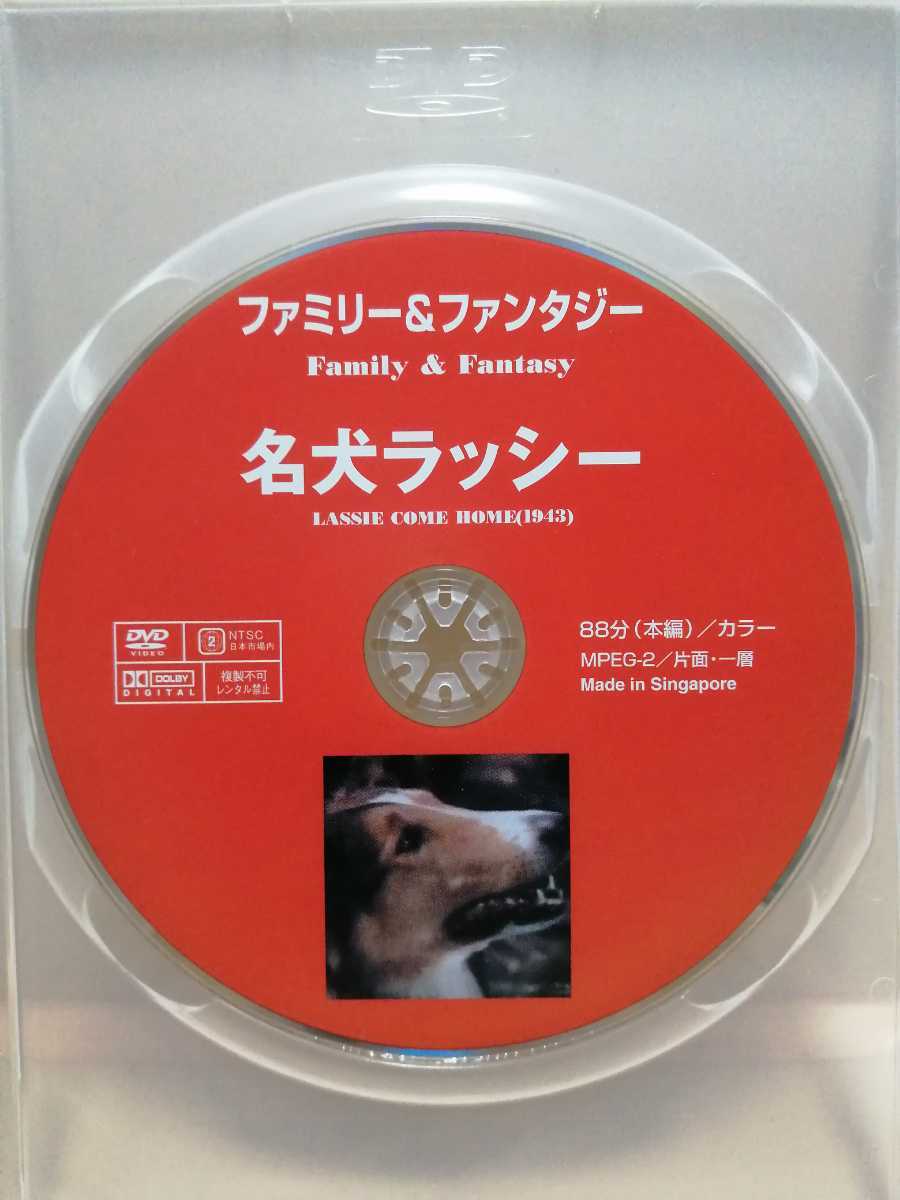 DVD
ファミリー&ファンタジー
Family & Fantasy
名犬ラッシー
LASSIE COME HOME(1943)
DVD
VIDEO
2
NTSC
日本市場内
DOLBY
DIGITAL
複製不可
レンタル禁止
88分(本編)/カラー
MPEG-2/片面・一層
Made in Singapore